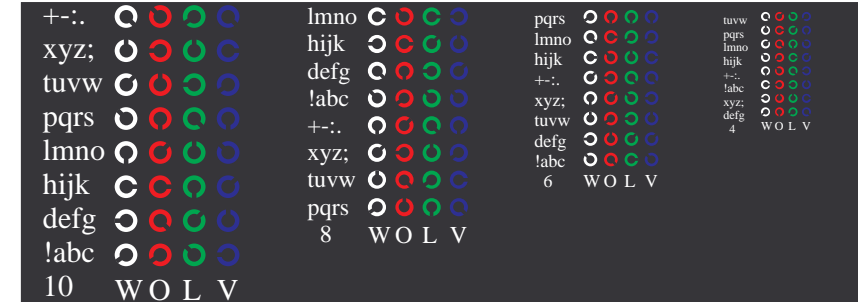 +-:.
xyz;
tuvw
pqrs
lmno
hijk
defg
!abc
10 W O L V
lmno
hijk
defg
!abc
+-:.
xyz;
tuvw
pqrs
8 W O L V
pqrs
lmno
hijk
+-:.
xyz;
tuvw
defg
!abc
6 W O L V
tuvw
pqrs
lmno
hijk
+-:.
!abc
xyz;
defg
4 W O L V